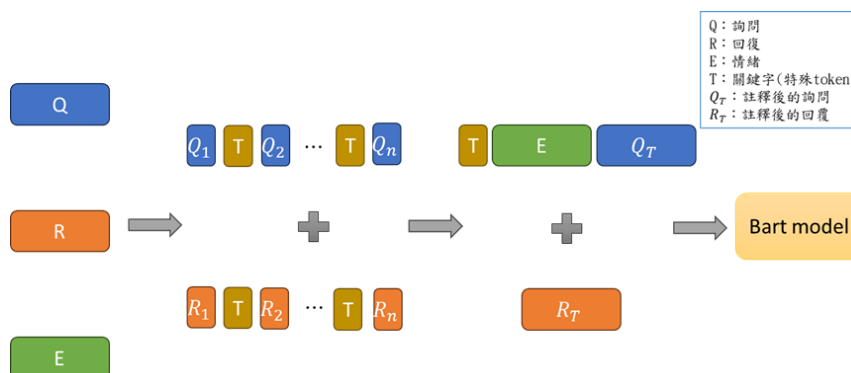 Q：詢問
R：回復
E：情緒
T：關鍵字(特殊token
Q_T：註釋後的詢問
R_T：註釋後的回覆
Q
Q_1 T Q_2 ... T Q_n
T E Q_T
R
Bart model
R_1 T R_2 ... T R_n
R_T
E